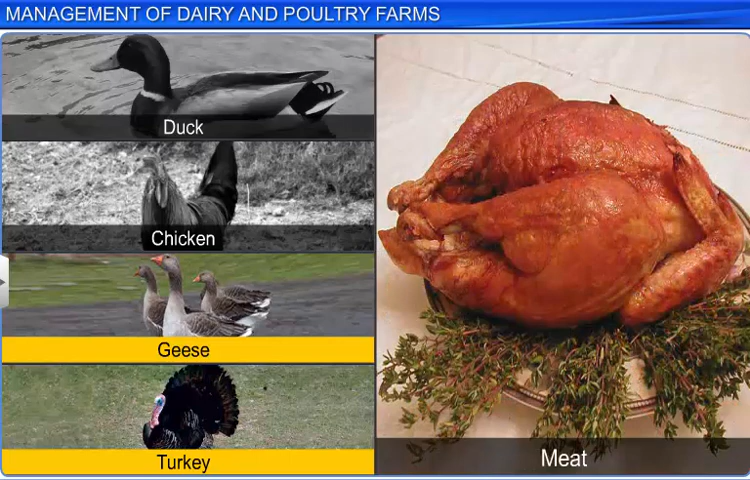 MANAGEMENT OF DAIRY AND POULTRY FARMS
Duck
Chicken
Geese
Turkey
Meat